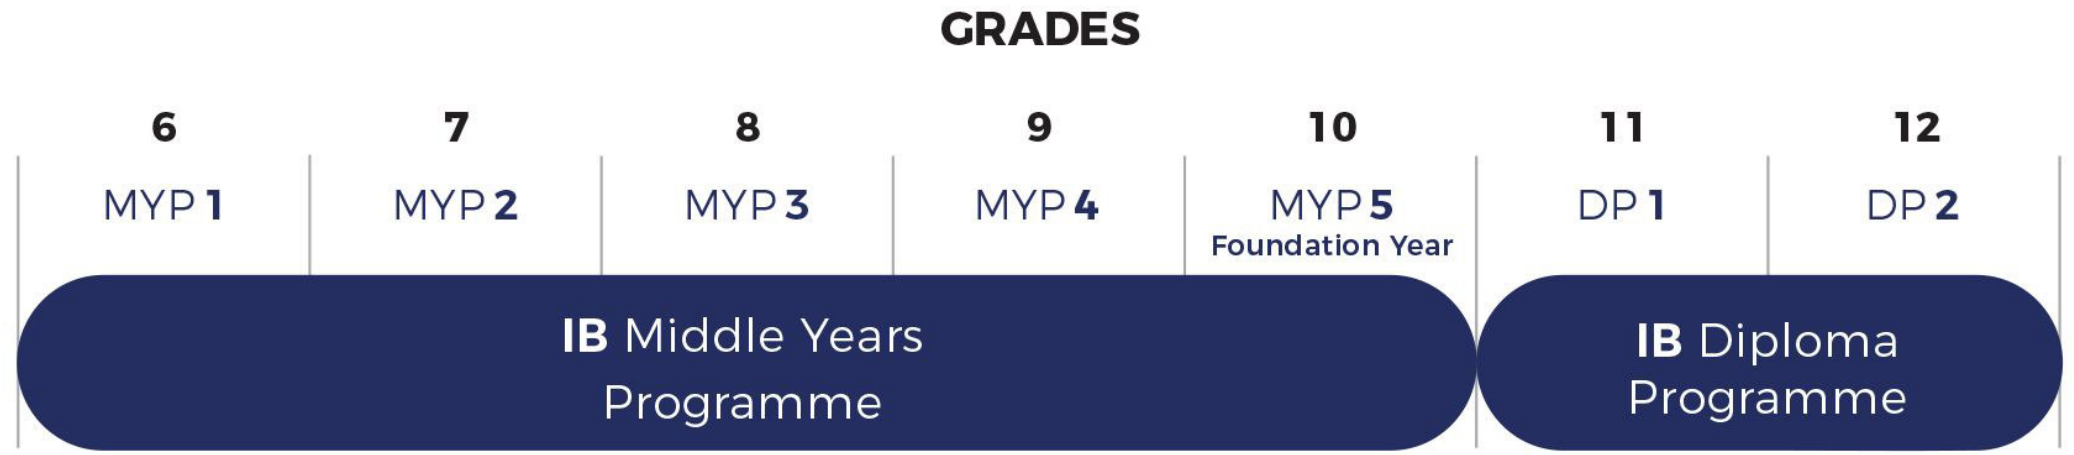 GRADES
6 7 8 9 10 11 12
MYP 1 MYP 2 MYP 3 MYP 4 MYP 5 DP 1 DP 2
Foundation Year
IB Middle Years
Programme
IB Diploma
Programme